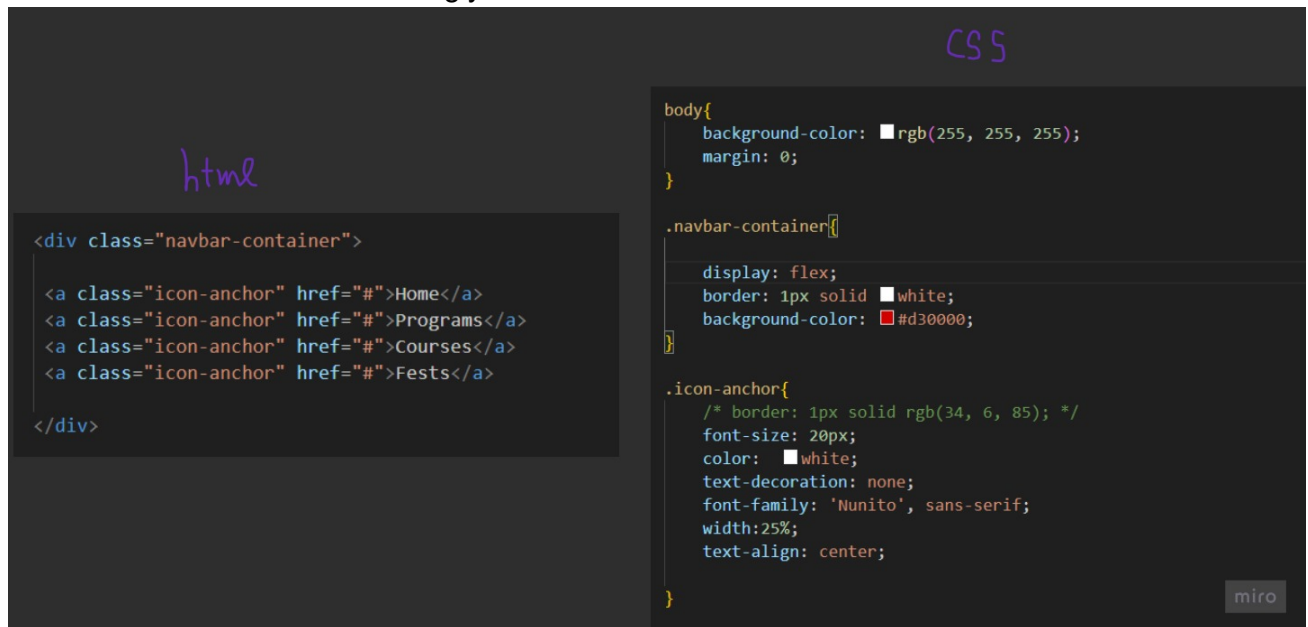 html
<div class="navbar-container">
<a class="icon-anchor" href="#">Home</a>
<a class="icon-anchor" href="#">Programs</a>
<a class="icon-anchor" href="#">Courses</a>
<a class="icon-anchor" href="#">Fests</a>
</div>
CSS
body{
background-color: rgb(255, 255, 255);
margin: 0;
}
.navbar-container{
display: flex;
border: 1px solid white;
background-color: #d30000;
}
.icon-anchor{
/* border: 1px solid rgb(34, 6, 85); */
font-size: 20px;
color: white;
text-decoration: none;
font-family: 'Nunito', sans-serif;
width:25%;
text-align: center;
}
miro